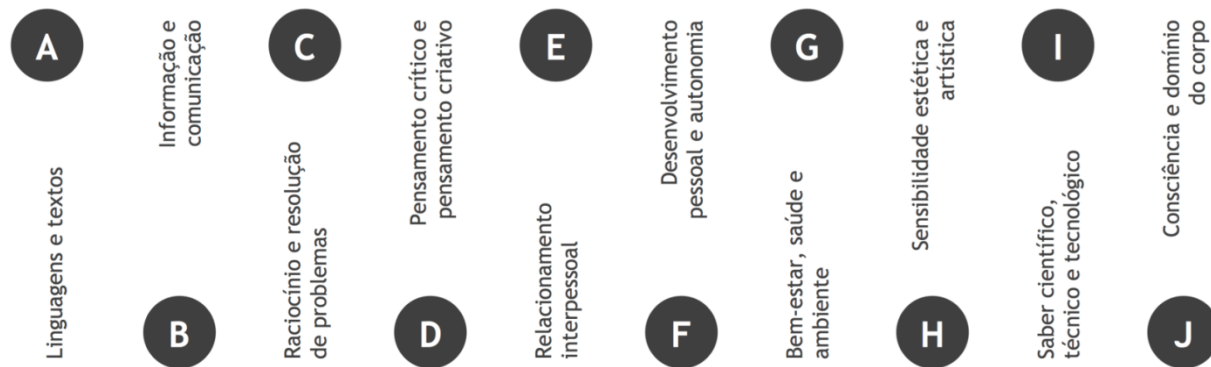 A
Linguagens e textos
B
Informação e
comunicação
C
Raciocínio e resolução
de problemas
D
Pensamento crítico e
pensamento criativo
E
Relacionamento
interpessoal
F
Desenvolvimento
pessoal e autonomia
G
Bem-estar, saúde e
ambiente
H
Sensibilidade estética e
artística
I
Saber científico,
técnico e tecnológico
J
Consciência e domínio
do corpo